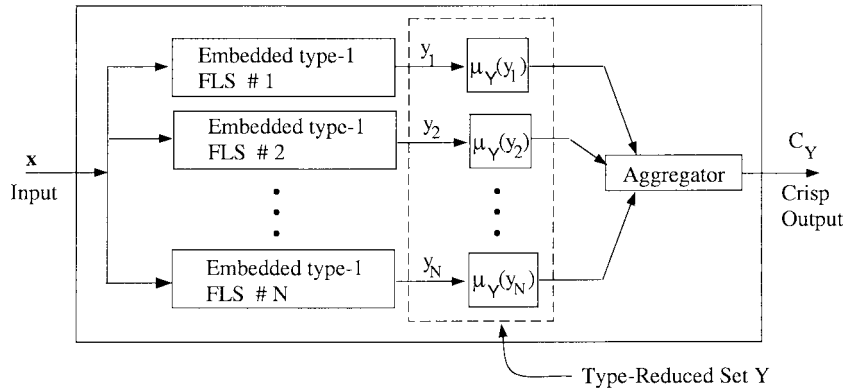 Embedded type-1
FLS # 1
y1
μY(y1)
Embedded type-1
FLS # 2
y2
μY(y2)
x
Input
Aggregator
CY
Crisp
Output
Embedded type-1
FLS # N
yN
μY(yN)
Type-Reduced Set Y